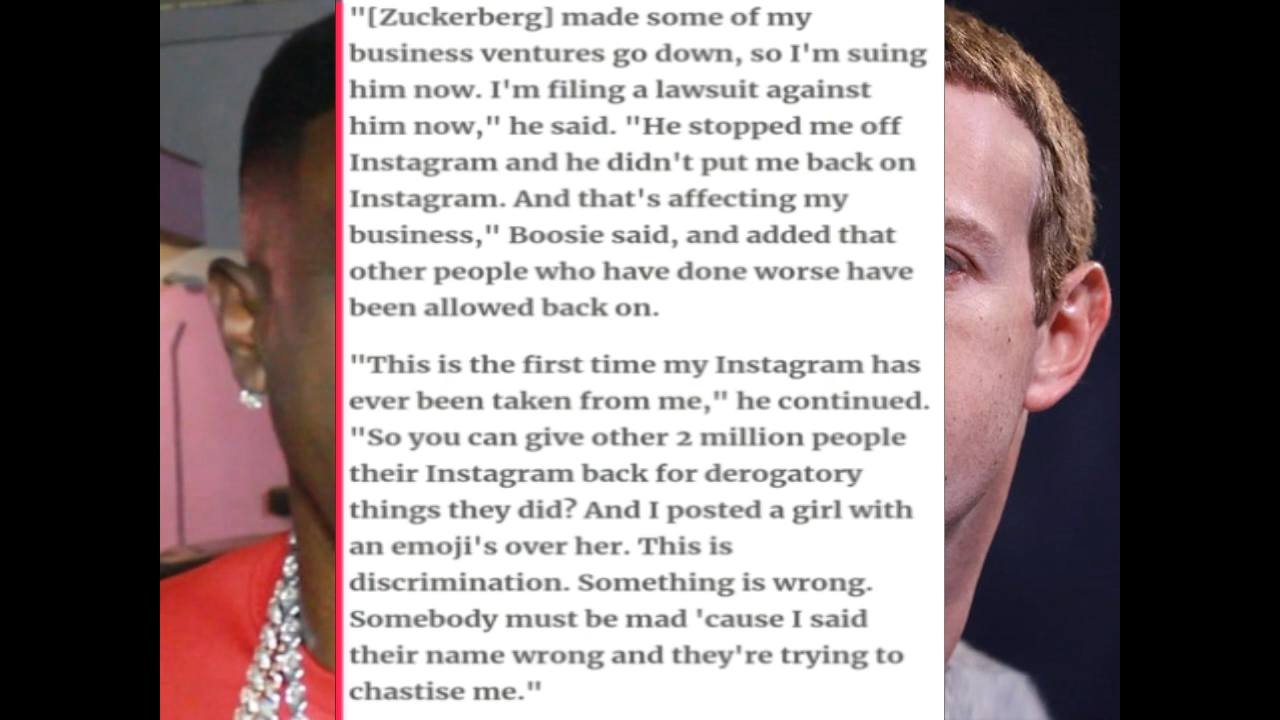 "[Zuckerberg] made some of my
business ventures go down, so I'm suing
him now. I'm filing a lawsuit against
him now," he said. "He stopped me off
Instagram and he didn't put me back on
Instagram. And that's affecting my
business," Boosie said, and added that
other people who have done worse have
been allowed back on.
"This is the first time my Instagram has
ever been taken from me," he continued.
"So you can give other 2 million people
their Instagram back for derogatory
things they did? And I posted a girl with
an emoji's over her. This is
discrimination. Something is wrong.
Somebody must be mad 'cause I said
their name wrong and they're trying to
chastise me."